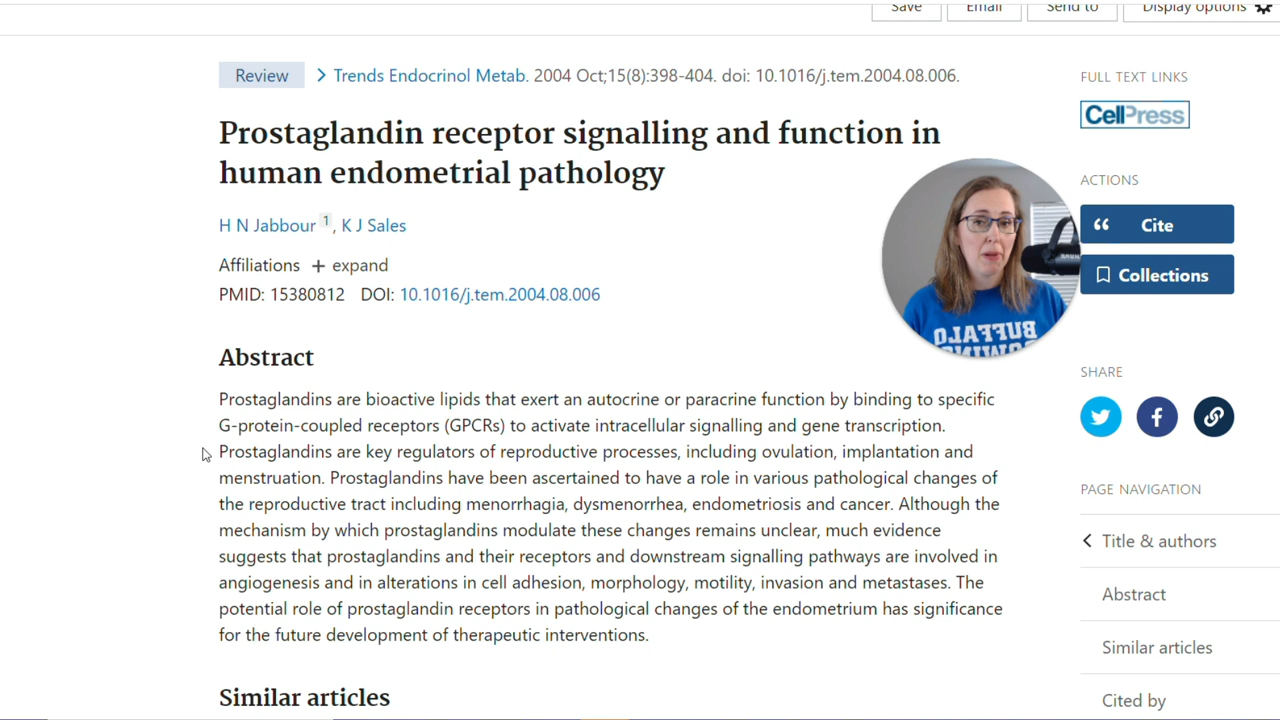 Save Email Send to Display options
Review Trends Endocrinol Metab. 2004 Oct;15(8):398-404. doi: 10.1016/j.tem.2004.08.006.
Prostaglandin receptor signalling and function in
human endometrial pathology
H N Jabbour 1 , K J Sales
Affiliations + expand
PMID: 15380812 DOI: 10.1016/j.tem.2004.08.006
Abstract
Prostaglandins are bioactive lipids that exert an autocrine or paracrine function by binding to specific
G-protein-coupled receptors (GPCRs) to activate intracellular signalling and gene transcription.
Prostaglandins are key regulators of reproductive processes, including ovulation, implantation and
menstruation. Prostaglandins have been ascertained to have a role in various pathological changes of
the reproductive tract including menorrhagia, dysmenorrhea, endometriosis and cancer. Although the
mechanism by which prostaglandins modulate these changes remains unclear, much evidence
suggests that prostaglandins and their receptors and downstream signalling pathways are involved in
angiogenesis and in alterations in cell adhesion, morphology, motility, invasion and metastases. The
potential role of prostaglandin receptors in pathological changes of the endometrium has significance
for the future development of therapeutic interventions.
Similar articles
FULL TEXT LINKS
CellPress
ACTIONS
Cite
Collections
SHARE
PAGE NAVIGATION
Title & authors
Abstract
Similar articles
Cited by
BUFFALO